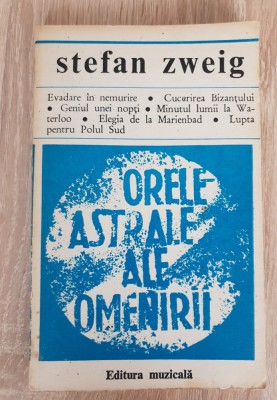 stefan zweig
Evadare în nemurire • Cucerirea Bizanțului
• Geniul unei nopți • Minutul lumii la Wa-
terloo • Elegia de la Marienbad • Lupta
pentru Polul Sud
ORELE
ASTRALE
ALE
OMENIRII
Editura muzicală